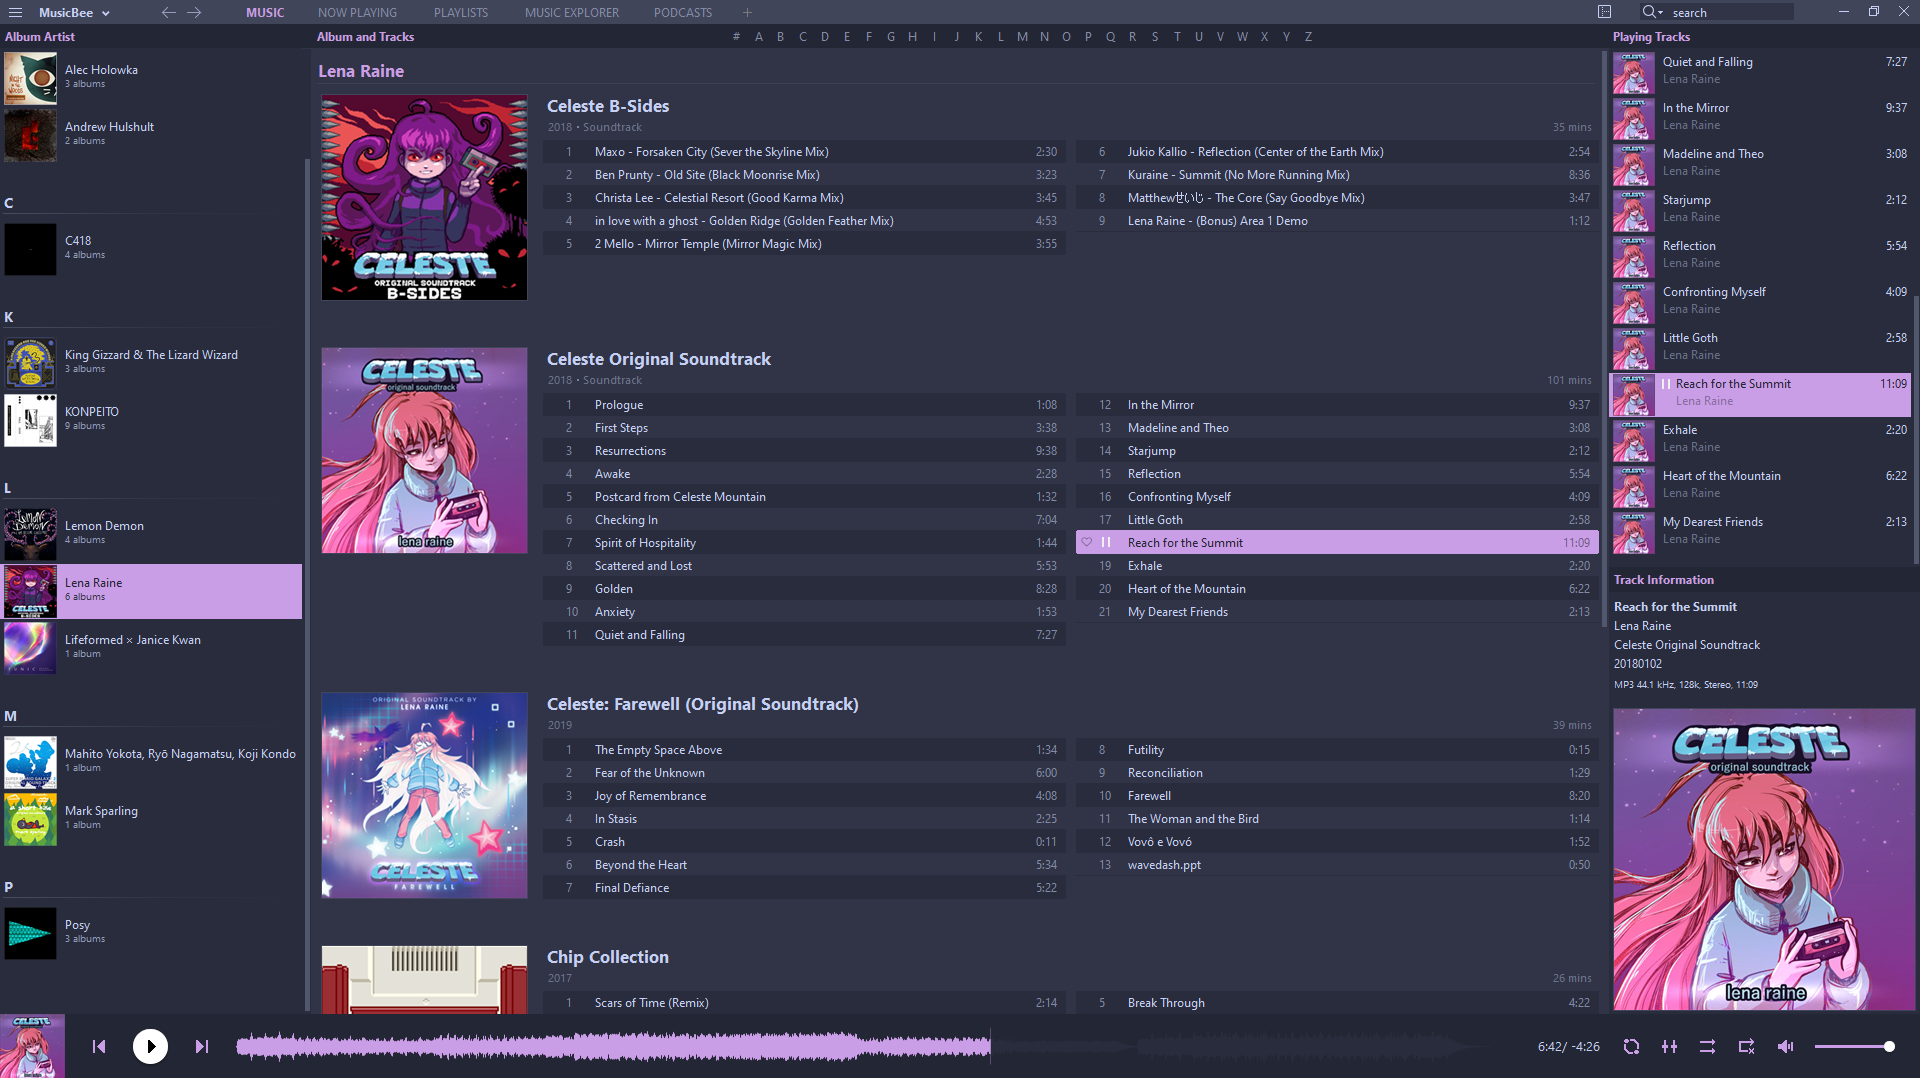 MusicBee
MUSIC
NOW PLAYING
PLAYLISTS
MUSIC EXPLORER
PODCASTS
+
search
Album Artist
Alec Holowka
3 albums
Andrew Hulshult
2 albums
C
C418
4 albums
K
King Gizzard & The Lizard Wizard
3 albums
KONPEITO
9 albums
L
Lemon Demon
4 albums
Lena Raine
6 albums
Lifeformed × Janice Kwan
1 album
M
Mahito Yokota, Ryō Nagamatsu, Koji Kondo
1 album
Mark Sparling
1 album
P
Posy
3 albums
Album and Tracks
# A B C D E F G H I J K L M N O P Q R S T U V W X Y Z
Lena Raine
CELESTE
ORIGINAL SOUNDTRACK
B-SIDES
Celeste B-Sides
2018 • Soundtrack 35 mins
1 Maxo - Forsaken City (Sever the Skyline Mix) 2:30
2 Ben Prunty - Old Site (Black Moonrise Mix) 3:23
3 Christa Lee - Celestial Resort (Good Karma Mix) 3:45
4 in love with a ghost - Golden Ridge (Golden Feather Mix) 4:53
5 2 Mello - Mirror Temple (Mirror Magic Mix) 3:55
6 Jukio Kallio - Reflection (Center of the Earth Mix) 2:54
7 Kuraine - Summit (No More Running Mix) 8:36
8 Matthewせいじ - The Core (Say Goodbye Mix) 3:47
9 Lena Raine - (Bonus) Area 1 Demo 1:12
CELESTE
original soundtrack
lena raine
Celeste Original Soundtrack
2018 • Soundtrack 101 mins
1 Prologue 1:08
2 First Steps 3:38
3 Resurrections 9:38
4 Awake 2:28
5 Postcard from Celeste Mountain 1:32
6 Checking In 7:04
7 Spirit of Hospitality 1:44
8 Scattered and Lost 5:53
9 Golden 8:28
10 Anxiety 1:53
11 Quiet and Falling 7:27
12 In the Mirror 9:37
13 Madeline and Theo 3:08
14 Starjump 2:12
15 Reflection 5:54
16 Confronting Myself 4:09
17 Little Goth 2:58
Reach for the Summit 11:09
19 Exhale 2:20
20 Heart of the Mountain 6:22
21 My Dearest Friends 2:13
ORIGINAL SOUNDTRACK BY
LENA RAINE
CELESTE
FAREWELL
Celeste: Farewell (Original Soundtrack)
2019 39 mins
1 The Empty Space Above 1:34
2 Fear of the Unknown 6:00
3 Joy of Remembrance 4:08
4 In Stasis 2:25
5 Crash 0:11
6 Beyond the Heart 5:34
7 Final Defiance 5:22
8 Futility 0:15
9 Reconciliation 1:29
10 Farewell 8:20
11 The Woman and the Bird 1:14
12 Vovô e Vovó 1:52
13 wavedash.ppt 0:50
Chip Collection
2017 26 mins
1 Scars of Time (Remix) 2:14
5 Break Through 4:22
Playing Tracks
Quiet and Falling 7:27
Lena Raine
In the Mirror 9:37
Lena Raine
Madeline and Theo 3:08
Lena Raine
Starjump 2:12
Lena Raine
Reflection 5:54
Lena Raine
Confronting Myself 4:09
Lena Raine
Little Goth 2:58
Lena Raine
Reach for the Summit 11:09
Lena Raine
Exhale 2:20
Lena Raine
Heart of the Mountain 6:22
Lena Raine
My Dearest Friends 2:13
Lena Raine
Track Information
Reach for the Summit
Lena Raine
Celeste Original Soundtrack
20180102
MP3 44.1 kHz, 128k, Stereo, 11:09
CELESTE
original soundtrack
lena raine
6:42/ -4:26